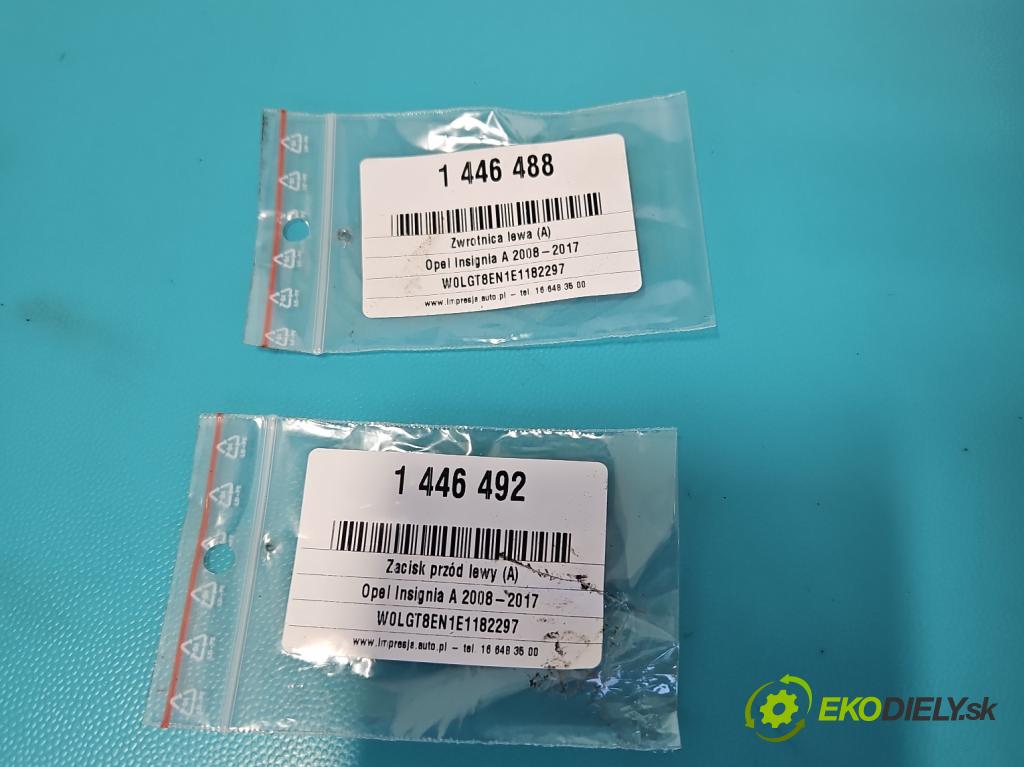 1 446 488
Zwrotnica lewa (A)
Opel Insignia A 2008-2017
W0LGT8EN1E1182297
www.impresja.auto.pl - tel. 16 648 35 00
1 446 492
Zacisk przód lewy (A)
Opel Insignia A 2008-2017
W0LGT8EN1E1182297
www.impresja.auto.pl - tel. 16 648 35 00
EKODIELY.sk